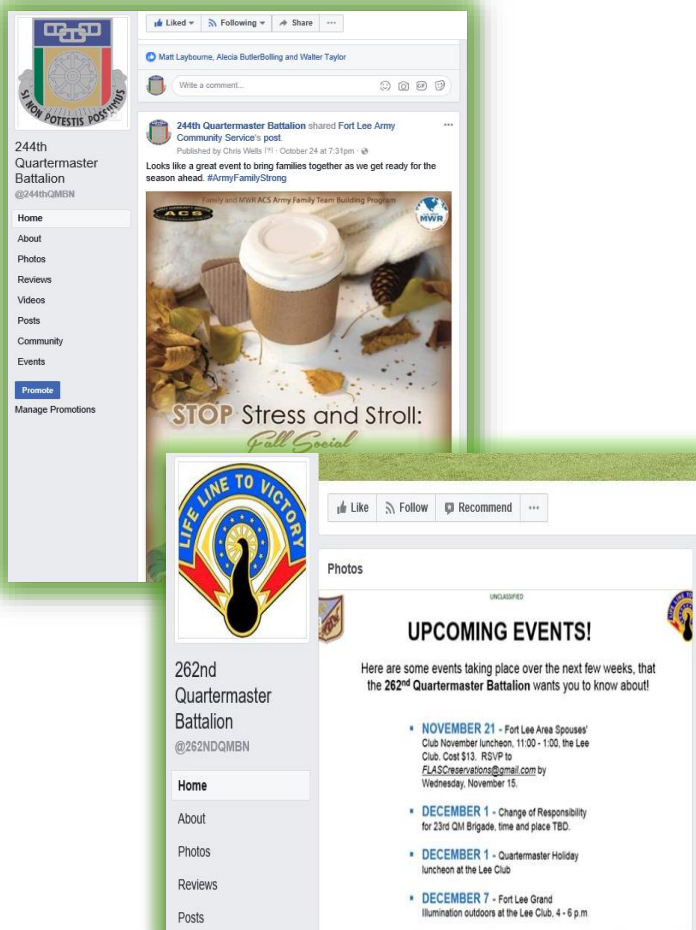 SI NON POTESTIS POSSUMUS
244th
Quartermaster
Battalion
@244thQMBN
Home
About
Photos
Reviews
Videos
Posts
Community
Events
Promote
Manage Promotions
Liked Following Share ...
Matt Laybourne, Alecia ButlerBolling and Walter Taylor
Write a comment...
GIF
244th Quartermaster Battalion shared Fort Lee Army
Community Service's post.
Published by Chris Wells [?] · October 24 at 7:31pm ·
Looks like a great event to bring families together as we get ready for the
season ahead. #ArmyFamilyStrong
Family and MWR ACS Army Family Team Building Program
ACS
MWR
STOP Stress and Stroll:
Fall Social
LIFE LINE TO VICTORY
262nd
Quartermaster
Battalion
@262NDQMBN
Home
About
Photos
Reviews
Posts
Like Follow Recommend ...
Photos
UNCLASSIFIED
UPCOMING EVENTS!
Here are some events taking place over the next few weeks, that
the 262nd Quartermaster Battalion wants you to know about!
▪ NOVEMBER 21 - Fort Lee Area Spouses'
Club November luncheon, 11:00 - 1:00, the Lee
Club. Cost $13. RSVP to
FLASCreservations@gmail.com by
Wednesday, November 15.
▪ DECEMBER 1 - Change of Responsibility
for 23rd QM Brigade, time and place TBD.
▪ DECEMBER 1 - Quartermaster Holiday
luncheon at the Lee Club
▪ DECEMBER 7 - Fort Lee Grand
Illumination outdoors at the Lee Club, 4 - 6 p.m